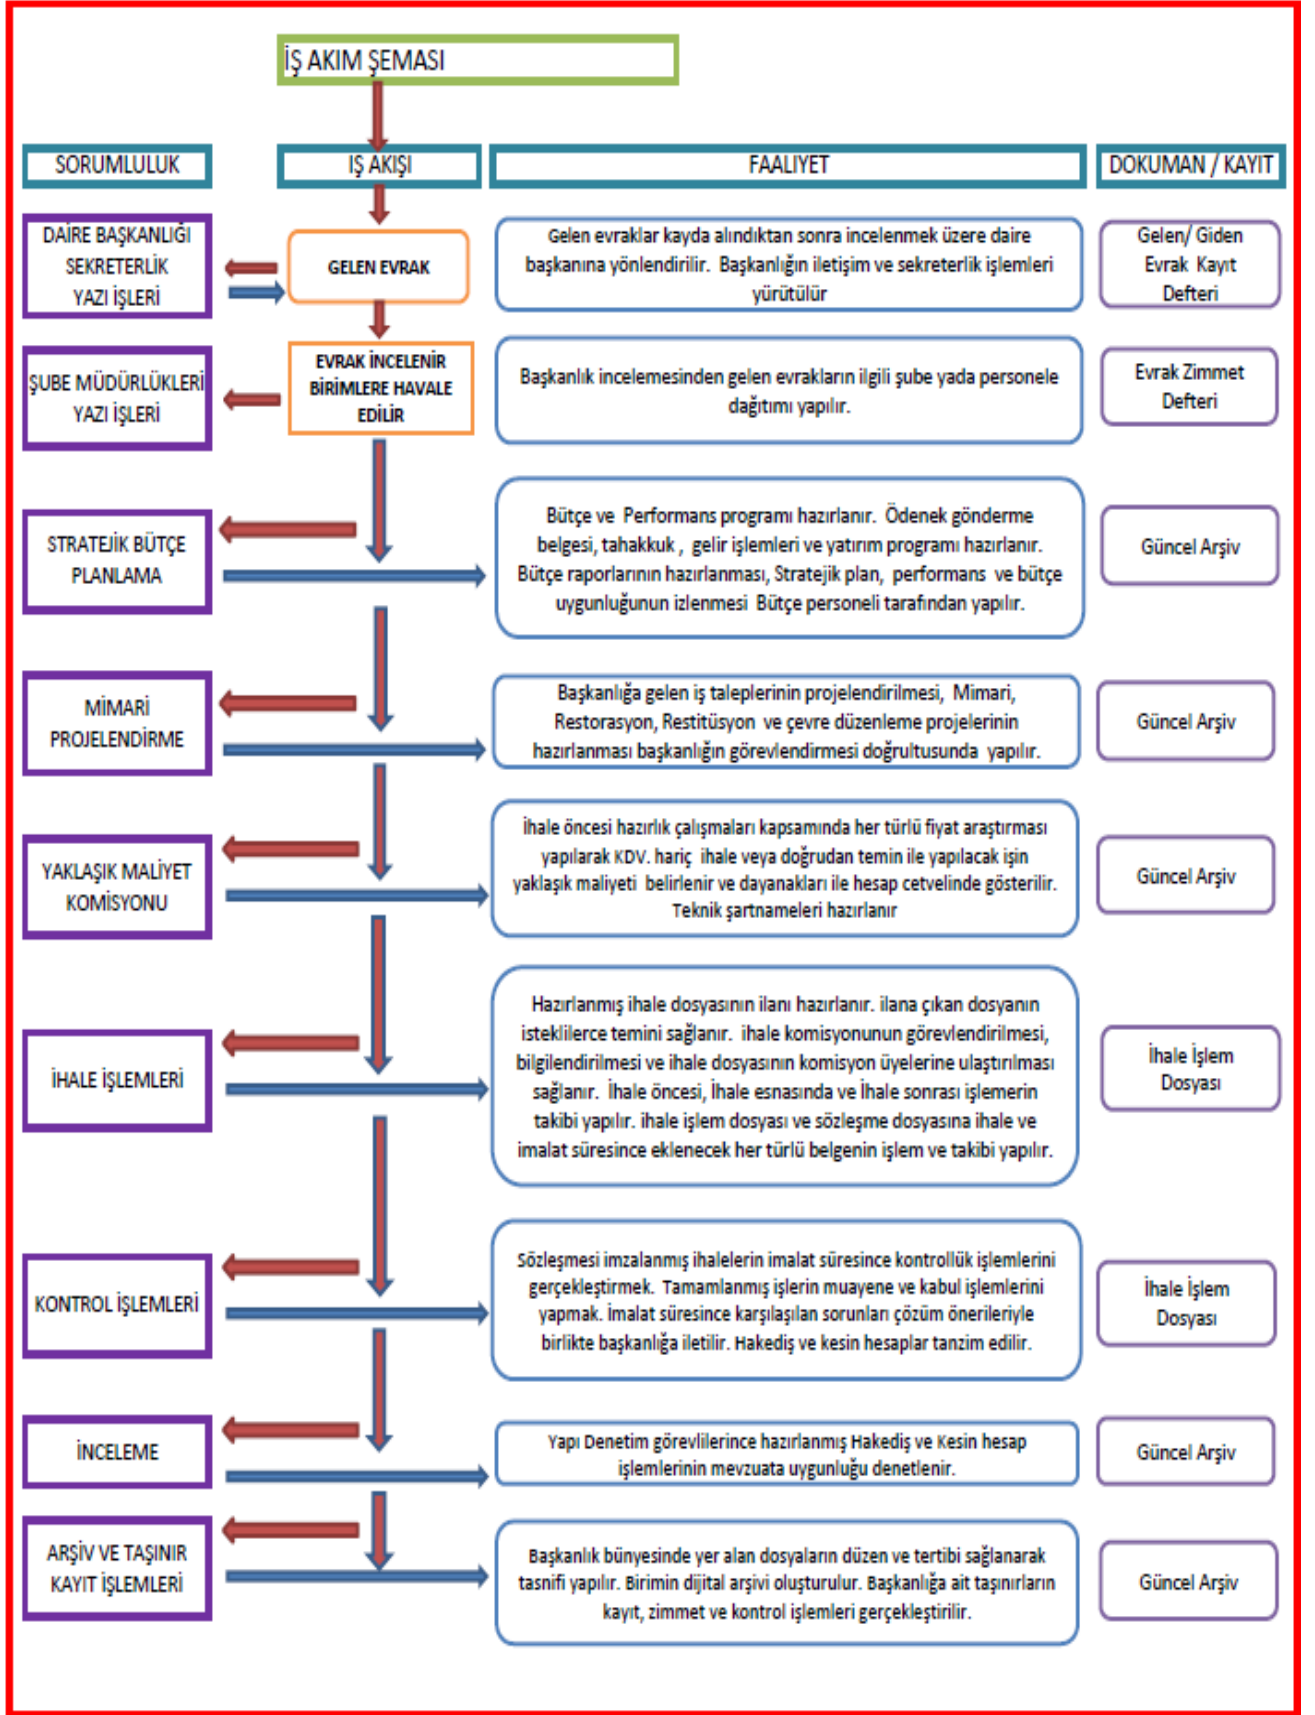 İŞ AKIM ŞEMASI
SORUMLULUK
IŞ AKIŞI
FAALIYET
DOKUMAN / KAYIT
DAİRE BAŞKANLIĞI
SEKRETERLİK
YAZI İŞLERİ
GELEN EVRAK
Gelen evraklar kayda alındıktan sonra incelenmek üzere daire
başkanına yönlendirilir. Başkanlığın iletişim ve sekreterlik işlemleri
yürütülür
Gelen/ Giden
Evrak Kayıt
Defteri
ŞUBE MÜDÜRLÜKLERİ
YAZI İŞLERİ
EVRAK İNCELENİR
BİRİMLERE HAVALE
EDİLİR
Başkanlık incelemesinden gelen evrakların ilgili şube yada personele
dağıtımı yapılır.
Evrak Zimmet
Defteri
STRATEJİK BÜTÇE
PLANLAMA
Bütçe ve Performans programı hazırlanır. Ödenek gönderme
belgesi, tahakkuk , gelir işlemleri ve yatırım programı hazırlanır.
Bütçe raporlarının hazırlanması, Stratejik plan, performans ve bütçe
uygunluğunun izlenmesi Bütçe personeli tarafından yapılır.
Güncel Arşiv
MİMARİ
PROJELENDİRME
Başkanlığa gelen iş taleplerinin projelendirilmesi, Mimari,
Restorasyon, Restitüsyon ve çevre düzenleme projelerinin
hazırlanması başkanlığın görevlendirmesi doğrultusunda yapılır.
Güncel Arşiv
YAKLAŞIK MALİYET
KOMİSYONU
İhale öncesi hazırlık çalışmaları kapsamında her türlü fiyat araştırması
yapılarak KDV. hariç ihale veya doğrudan temin ile yapılacak işin
yaklaşık maliyeti belirlenir ve dayanakları ile hesap cetvelinde gösterilir.
Teknik şartnameleri hazırlanır
Güncel Arşiv
İHALE İŞLEMLERİ
Hazırlanmış ihale dosyasının ilanı hazırlanır. ilana çıkan dosyanın
isteklilerce temini sağlanır. ihale komisyonunun görevlendirilmesi,
bilgilendirilmesi ve ihale dosyasının komisyon üyelerine ulaştırılması
sağlanır. İhale öncesi, İhale esnasında ve İhale sonrası işlemerin
takibi yapılır. ihale işlem dosyası ve sözleşme dosyasına ihale ve
imalat süresince eklenecek her türlü belgenin işlem ve takibi yapılır.
İhale İşlem
Dosyası
KONTROL İŞLEMLERİ
Sözleşmesi imzalanmış ihalelerin imalat süresince kontrollük işlemlerini
gerçekleştirmek. Tamamlanmış işlerin muayene ve kabul işlemlerini
yapmak. İmalat süresince karşılaşılan sorunları çözüm önerileriyle
birlikte başkanlığa iletilir. Hakediş ve kesin hesaplar tanzim edilir.
İhale İşlem
Dosyası
İNCELEME
Yapı Denetim görevlilerince hazırlanmış Hakediş ve Kesin hesap
işlemlerinin mevzuata uygunluğu denetlenir.
Güncel Arşiv
ARŞİV VE TAŞINIR
KAYIT İŞLEMLERİ
Başkanlık bünyesinde yer alan dosyaların düzen ve tertibi sağlanarak
tasnifi yapılır. Birimin dijital arşivi oluşturulur. Başkanlığa ait taşınırların
kayıt, zimmet ve kontrol işlemleri gerçekleştirilir.
Güncel Arşiv